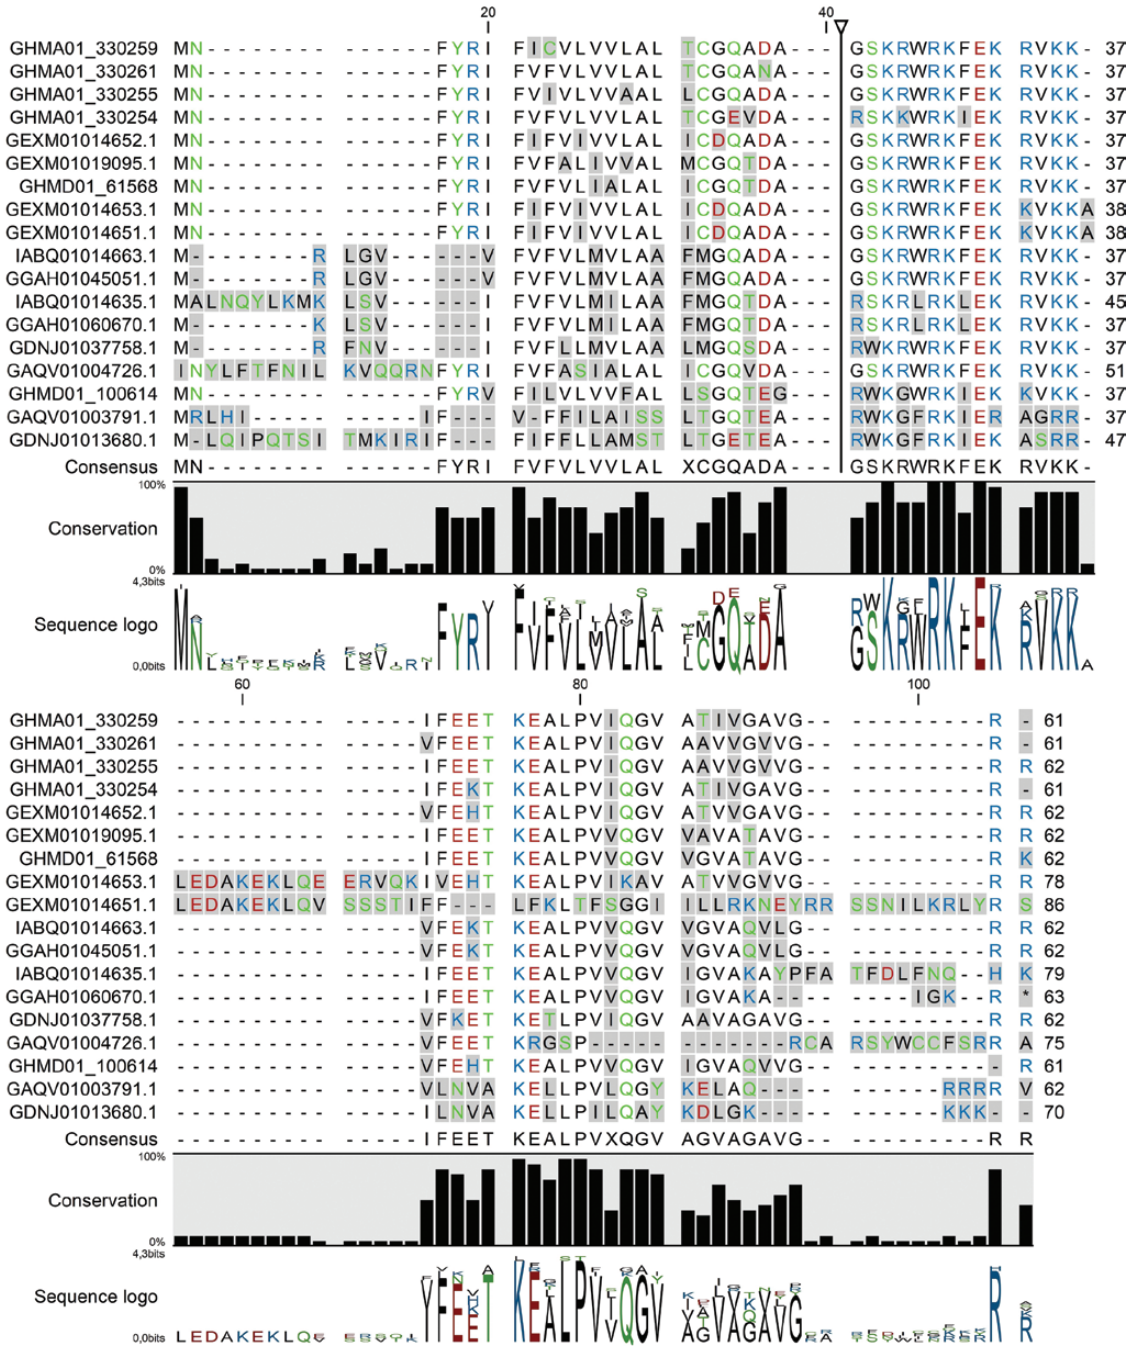 20 40
GHMA01_330259 MN-------- ------FYRI FICVLVVLAL TCGQADA--- GSKRWRKFEK RVKK- 37
GHMA01_330261 MN-------- ------FYRI FVFVLVVLAL TCGQANA--- GSKRWRKFEK RVKK- 37
GHMA01_330255 MN-------- ------FYRI FVIVLVVAAL LCGQADA--- GSKRWRKFEK RVKK- 37
GHMA01_330254 MN-------- ------FYRI FVFVLVVLAL TCGEVDA--- RSKKWRKIEK RVKK- 37
GEXM01014652.1 MN-------- ------FYRI FIFVIVVLAL ICDQADA--- GSKRWRKFEK RVKK- 37
GEXM01019095.1 MN-------- ------FYRI FVFALIVVAL MCGQTDA--- GSKRWRKFEK RVKK- 37
GHMD01_61568 MN-------- ------FYRI FVFVLIALAL ICGQTDA--- GSKRWRKFEK RVKK- 37
GEXM01014653.1 MN-------- ------FYRI FIFVIVVLAL ICDQADA--- GSKRWRKFEK KVKKA 38
GEXM01014651.1 MN-------- ------FYRI FIFVIVVLAL ICDQADA--- GSKRWRKFEK KVKKA 38
IABQ01014663.1 M--------R LGV------V FVFVLMVLAA FMGQADA--- GSKRWRKFEK RVKK- 37
GGAH01045051.1 M--------R LGV------V FVFVLMVLAA FMGQADA--- GSKRWRKFEK RVKK- 37
IABQ01014635.1 MALNQYLKMK LSV------I FVFVLMILAA FMGQTDA--- RSKRLRKLEK RVKK- 45
GGAH01060670.1 M--------K LSV------I FVFVLMILAA FMGQTDA--- RSKRLRKLEK RVKK- 37
GDNJ01037758.1 M--------R FNV------I FVFLLMVLAA LMGQSDA--- RWKRWRKFEK RVKK- 37
GAQV01004726.1 INYLFTFNIL KVQQRNFYRI FVFASIALAL ICGQVDA--- GSKRWRKFEK RVKK- 51
GHMD01_100614 MN-------- ------FYRV FILVLVVFAL LSGQTEG--- RWKGWRKIEK KVKK- 37
GAQV01003791.1 MRLHI----- -----IF--- V-FFILAISS LTGQTEA--- RWKGFRKIER AGRR- 37
GDNJ01013680.1 M-LQIPQTSI TMKIRIF--- FIFFLLAMST LTGETEA--- RWKGFRKIEK ASRR- 47
Consensus MN-------- ------FYRI FVFVLVVLAL XCGQADA--- GSKRWRKFEK RVKK-
100%
Conservation
0%
4,3bits
Sequence logo
0,0bits
60 80 100
GHMA01_330259 ---------- -----IFEET KEALPVIQGV ATIVGAVG-- ---------R - 61
GHMA01_330261 ---------- -----VFEET KEALPVIQGV AAVVGVVG-- ---------R - 61
GHMA01_330255 ---------- -----IFEET KEALPVIQGV AAVVGVVG-- ---------R R 62
GHMA01_330254 ---------- -----IFEKT KEALPVIQGV ATIVGAVG-- ---------R - 61
GEXM01014652.1 ---------- -----VFEHT KEALPVIQGV ATVVGAVG-- ---------R R 62
GEXM01019095.1 ---------- -----IFEET KEALPVVQGV VAVATAVG-- ---------R R 62
GHMD01_61568 ---------- -----IFEET KEALPVVQGV VGVATAVG-- ---------R K 62
GEXM01014653.1 LEDAKEKLQE ERVQKIVEHT KEALPVIKAV ATVVGVVG-- ---------R R 78
GEXM01014651.1 LEDAKEKLQV SSSTIFF--- LFKLTFSGGI ILLRKNEYRR SSNILKRLYR S 86
IABQ01014663.1 ---------- -----VFEKT KEALPVVQGV VGVAQVLG-- ---------R R 62
GGAH01045051.1 ---------- -----VFEKT KEALPVVQGV VGVAQVLG-- ---------R R 62
IABQ01014635.1 ---------- -----IFEET KEALPVVQGV IGVAKAYPFA TFDLFNQ--H K 79
GGAH01060670.1 ---------- -----IFEET KEALPVVQGV IGVAKA---- ----IGK--R * 63
GDNJ01037758.1 ---------- -----VFKET KETLPVIQGV AAVAGAVG-- ---------R R 62
GAQV01004726.1 ---------- -----VFEET KRGSP----- -------RCA RSYWCCFSRR A 75
GHMD01_100614 ---------- -----VFEHT KEALPVIQGV IGVAQVVG-- ---------- R 61
GAQV01003791.1 ---------- -----VLNVA KELLPVLQGY KELAQ----- ------RRRR V 62
GDNJ01013680.1 ---------- -----ILNVA KELLPILQAY KDLGK----- ------KKK- - 70
Consensus ---------- -----IFEET KEALPVXQGV AGVAGAVG-- ---------R R
100%
Conservation
0%
4,3bits
Sequence logo
0,0bits